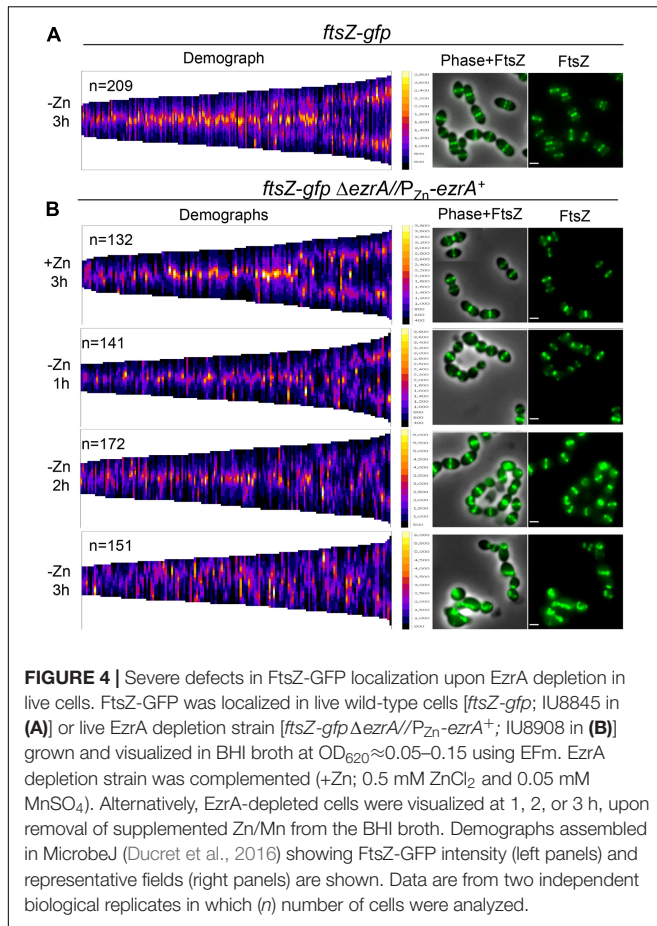 A
ftsZ-gfp
Demograph
Phase+FtsZ
FtsZ
n=209
-Zn
3h
ftsZ-gfp ΔezrA//PZn-ezrA+
B
Demographs
Phase+FtsZ
FtsZ
n=132
+Zn
3h
n=141
-Zn
1h
n=172
-Zn
2h
n=151
-Zn
3h
FIGURE 4 | Severe defects in FtsZ-GFP localization upon EzrA depletion in
live cells. FtsZ-GFP was localized in live wild-type cells [ftsZ-gfp; IU8845 in
(A)] or live EzrA depletion strain [ftsZ-gfpΔezrA//PZn-ezrA+; IU8908 in (B)]
grown and visualized in BHI broth at OD620≈0.05–0.15 using EFm. EzrA
depletion strain was complemented (+Zn; 0.5 mM ZnCl2 and 0.05 mM
MnSO4). Alternatively, EzrA-depleted cells were visualized at 1, 2, or 3 h, upon
removal of supplemented Zn/Mn from the BHI broth. Demographs assembled
in MicrobeJ (Ducret et al., 2016) showing FtsZ-GFP intensity (left panels) and
representative fields (right panels) are shown. Data are from two independent
biological replicates in which (n) number of cells were analyzed.